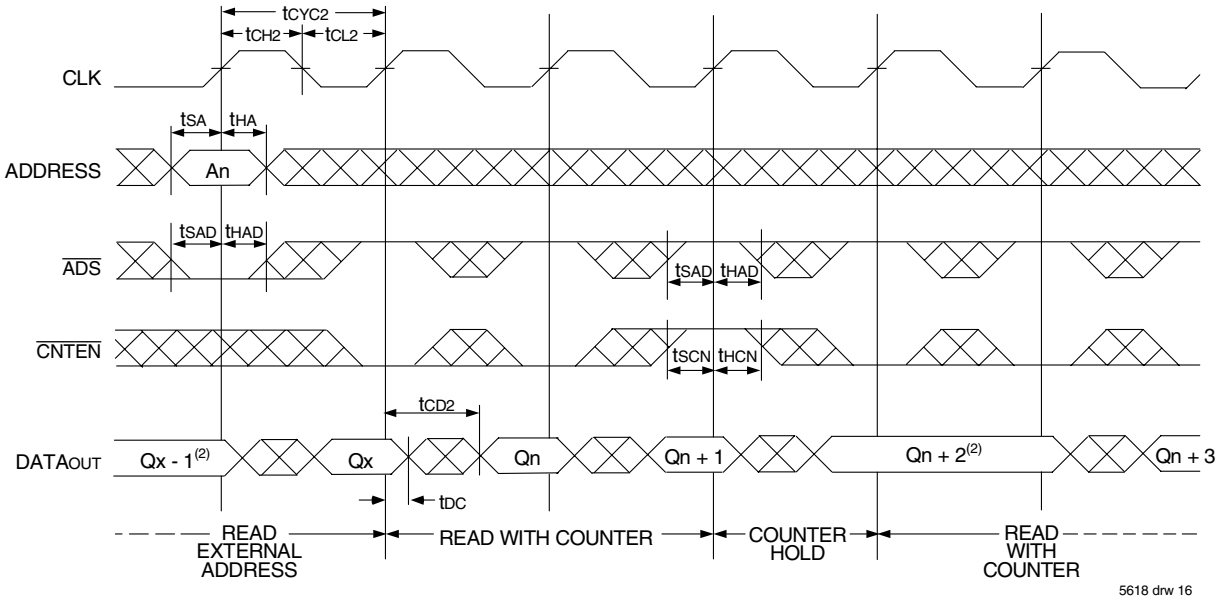 tCYC2
tCH2 tCL2
CLK
tSA tHA
ADDRESS An
tSAD tHAD
ADS
tSAD tHAD
CNTEN
tSCN tHCN
tCD2
DATAOUT Qx - 1(2) Qx Qn Qn + 1 Qn + 2(2) Qn + 3
tDC
READ
EXTERNAL
ADDRESS
READ WITH COUNTER
COUNTER
HOLD
READ
WITH
COUNTER
5618 drw 16